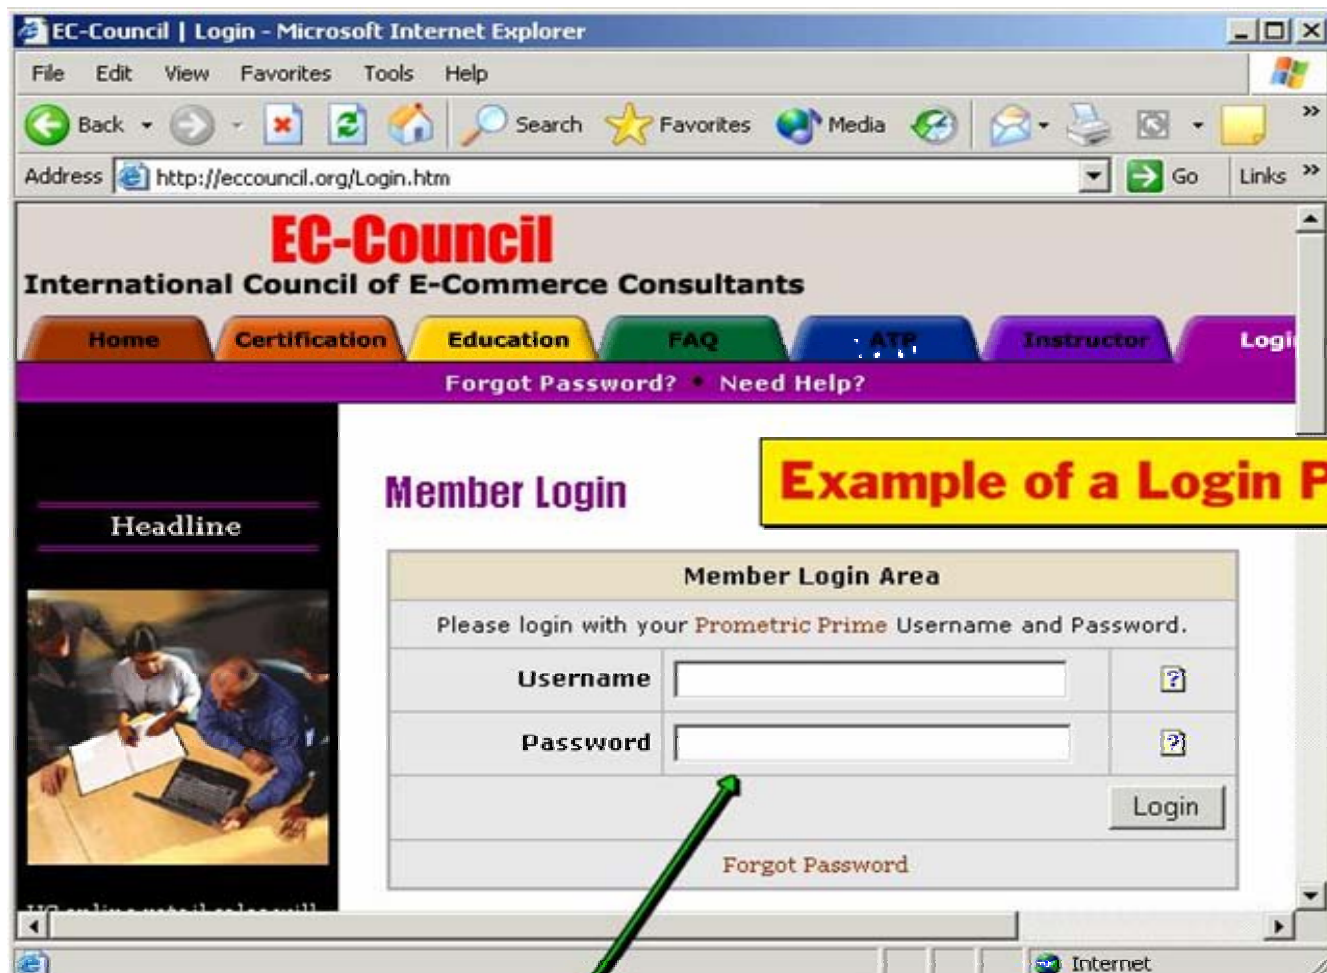 EC-Council | Login - Microsoft Internet Explorer
File Edit View Favorites Tools Help
Back Search Favorites Media »
Address http://eccouncil.org/Login.htm Go Links »
EC-Council
International Council of E-Commerce Consultants
Home Certification Education FAQ ATP Instructor Logi
Forgot Password? • Need Help?
Example of a Login P
Member Login
Headline
Member Login Area
Please login with your Prometric Prime Username and Password.
Username ?
Password ?
Login
Forgot Password
Internet